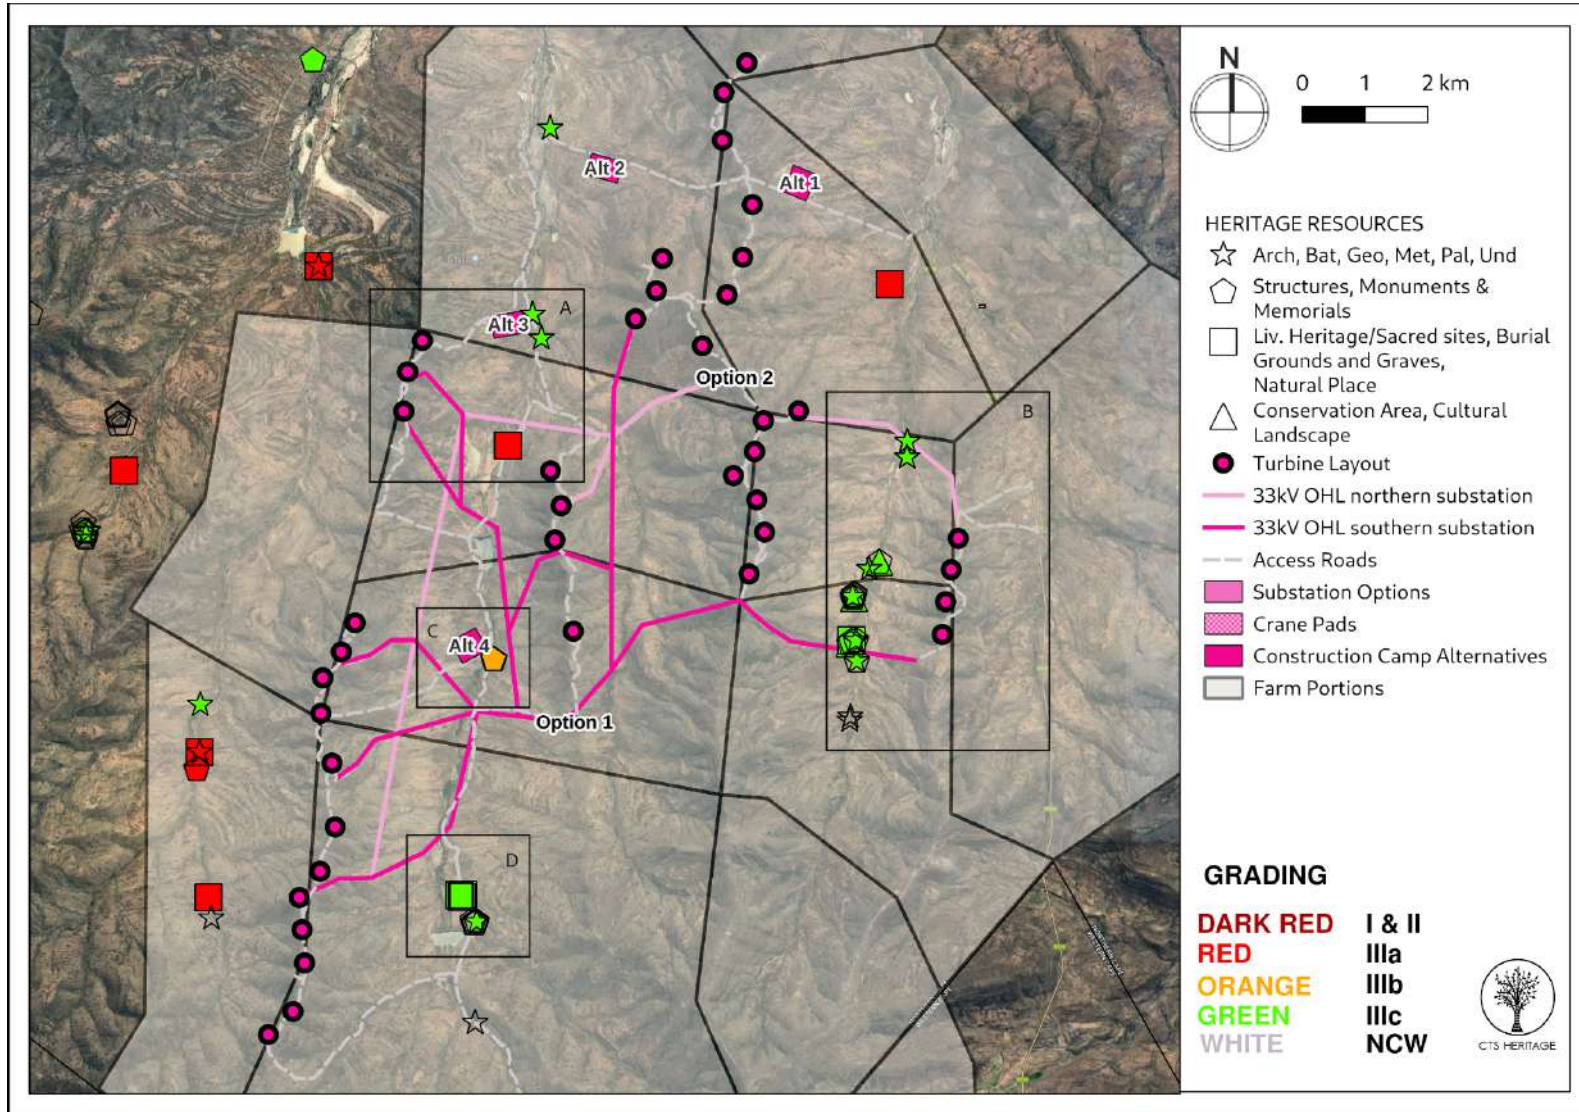 N
0 1 2 km
HERITAGE RESOURCES
Arch, Bat, Geo, Met, Pal, Und
Structures, Monuments &
Memorials
Liv. Heritage/Sacred sites, Burial
Grounds and Graves,
Natural Place
Conservation Area, Cultural
Landscape
Turbine Layout
33kV OHL northern substation
33kV OHL southern substation
Access Roads
Substation Options
Crane Pads
Construction Camp Alternatives
Farm Portions
GRADING
DARK RED I & II
RED IIIa
ORANGE IIIb
GREEN IIIc
WHITE NCW
CTS HERITAGE
Alt 2
Alt 1
A
Alt 3
Option 2
B
C
Alt 4
Option 1
D